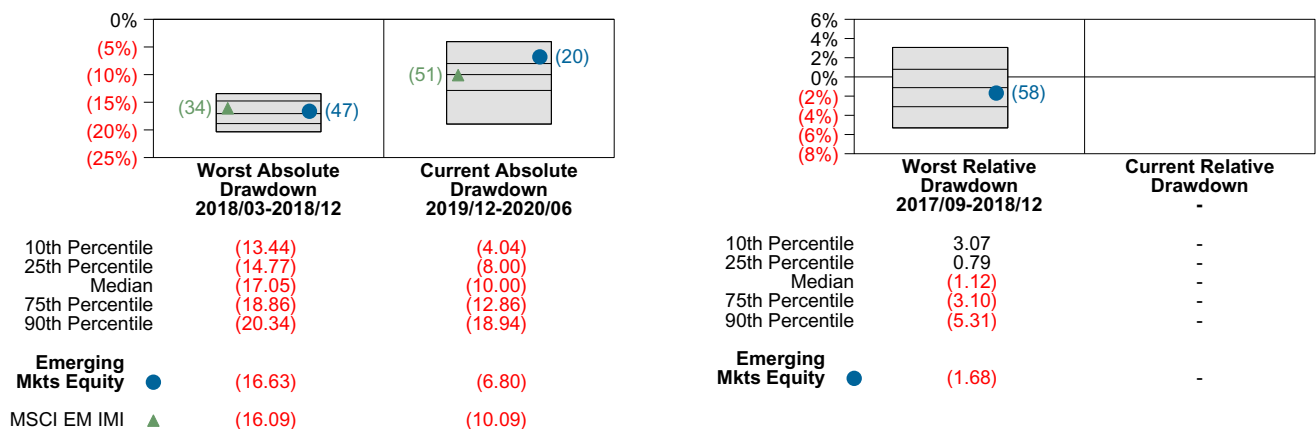 0%
(5%)
(10%)
(15%)
(20%)
(25%)
(34)
(47)
(51)
(20)
Worst Absolute
Drawdown
2018/03-2018/12
Current Absolute
Drawdown
2019/12-2020/06
10th Percentile (13.44) (4.04)
25th Percentile (14.77) (8.00)
Median (17.05) (10.00)
75th Percentile (18.86) (12.86)
90th Percentile (20.34) (18.94)
Emerging
Mkts Equity (16.63) (6.80)
MSCI EM IMI (16.09) (10.09)
6%
4%
2%
0%
(2%)
(4%)
(6%)
(8%)
(58)
Worst Relative
Drawdown
2017/09-2018/12
Current Relative
Drawdown
-
10th Percentile 3.07 -
25th Percentile 0.79 -
Median (1.12) -
75th Percentile (3.10) -
90th Percentile (5.31) -
Emerging
Mkts Equity (1.68) -